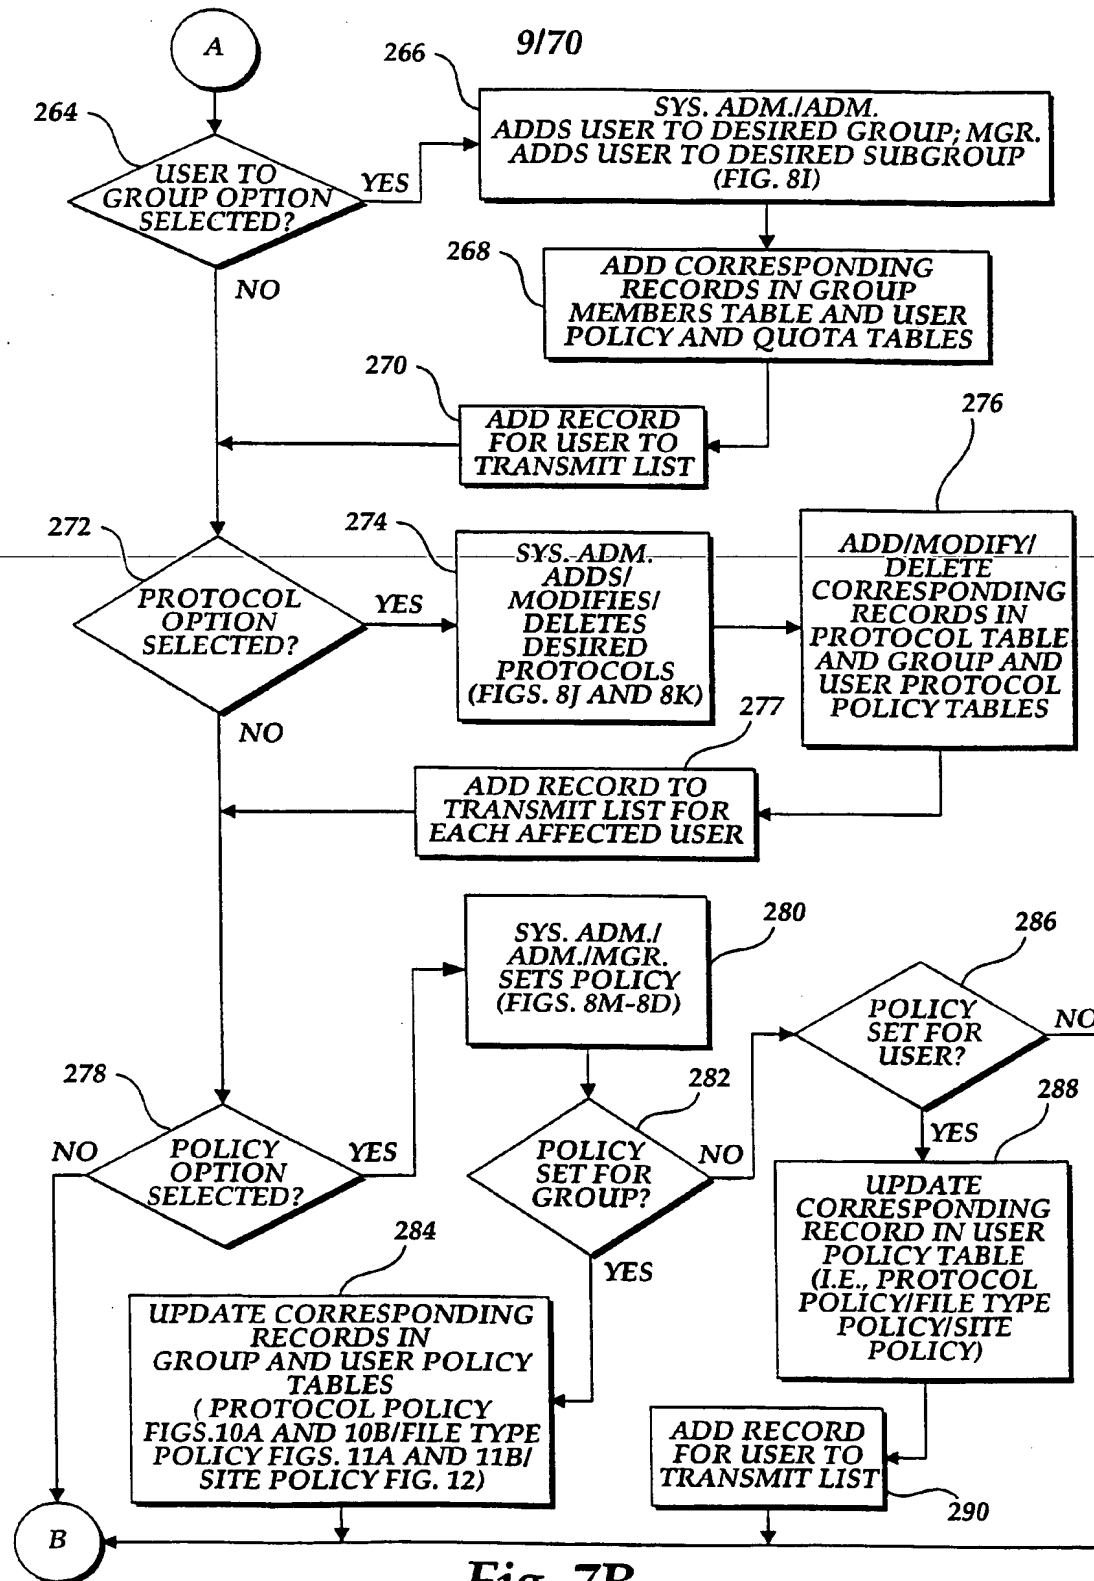 9/70
A
264
USER TO
GROUP OPTION
SELECTED?
YES
NO
266
SYS. ADM./ADM.
ADDS USER TO DESIRED GROUP; MGR.
ADDS USER TO DESIRED SUBGROUP
(FIG. 8I)
268
ADD CORRESPONDING
RECORDS IN GROUP
MEMBERS TABLE AND USER
POLICY AND QUOTA TABLES
270
ADD RECORD
FOR USER TO
TRANSMIT LIST
272
PROTOCOL
OPTION
SELECTED?
YES
NO
274
SYS. ADM.
ADDS/
MODIFIES/
DELETES
DESIRED
PROTOCOLS
(FIGS. 8J AND 8K)
276
ADD/MODIFY/
DELETE
CORRESPONDING
RECORDS IN
PROTOCOL TABLE
AND GROUP AND
USER PROTOCOL
POLICY TABLES
277
ADD RECORD TO
TRANSMIT LIST FOR
EACH AFFECTED USER
278
POLICY
OPTION
SELECTED?
NO
YES
280
SYS. ADM./
ADM./MGR.
SETS POLICY
(FIGS. 8M-8D)
282
POLICY
SET FOR
GROUP?
NO
YES
284
UPDATE CORRESPONDING
RECORDS IN
GROUP AND USER POLICY
TABLES
( PROTOCOL POLICY
FIGS.10A AND 10B/FILE TYPE
POLICY FIGS. 11A AND 11B/
SITE POLICY FIG. 12)
286
POLICY
SET FOR
USER?
NO
YES
288
UPDATE
CORRESPONDING
RECORD IN USER
POLICY TABLE
(I.E., PROTOCOL
POLICY/FILE TYPE
POLICY/SITE
POLICY)
ADD RECORD
FOR USER TO
TRANSMIT LIST
290
B
Fig. 7B